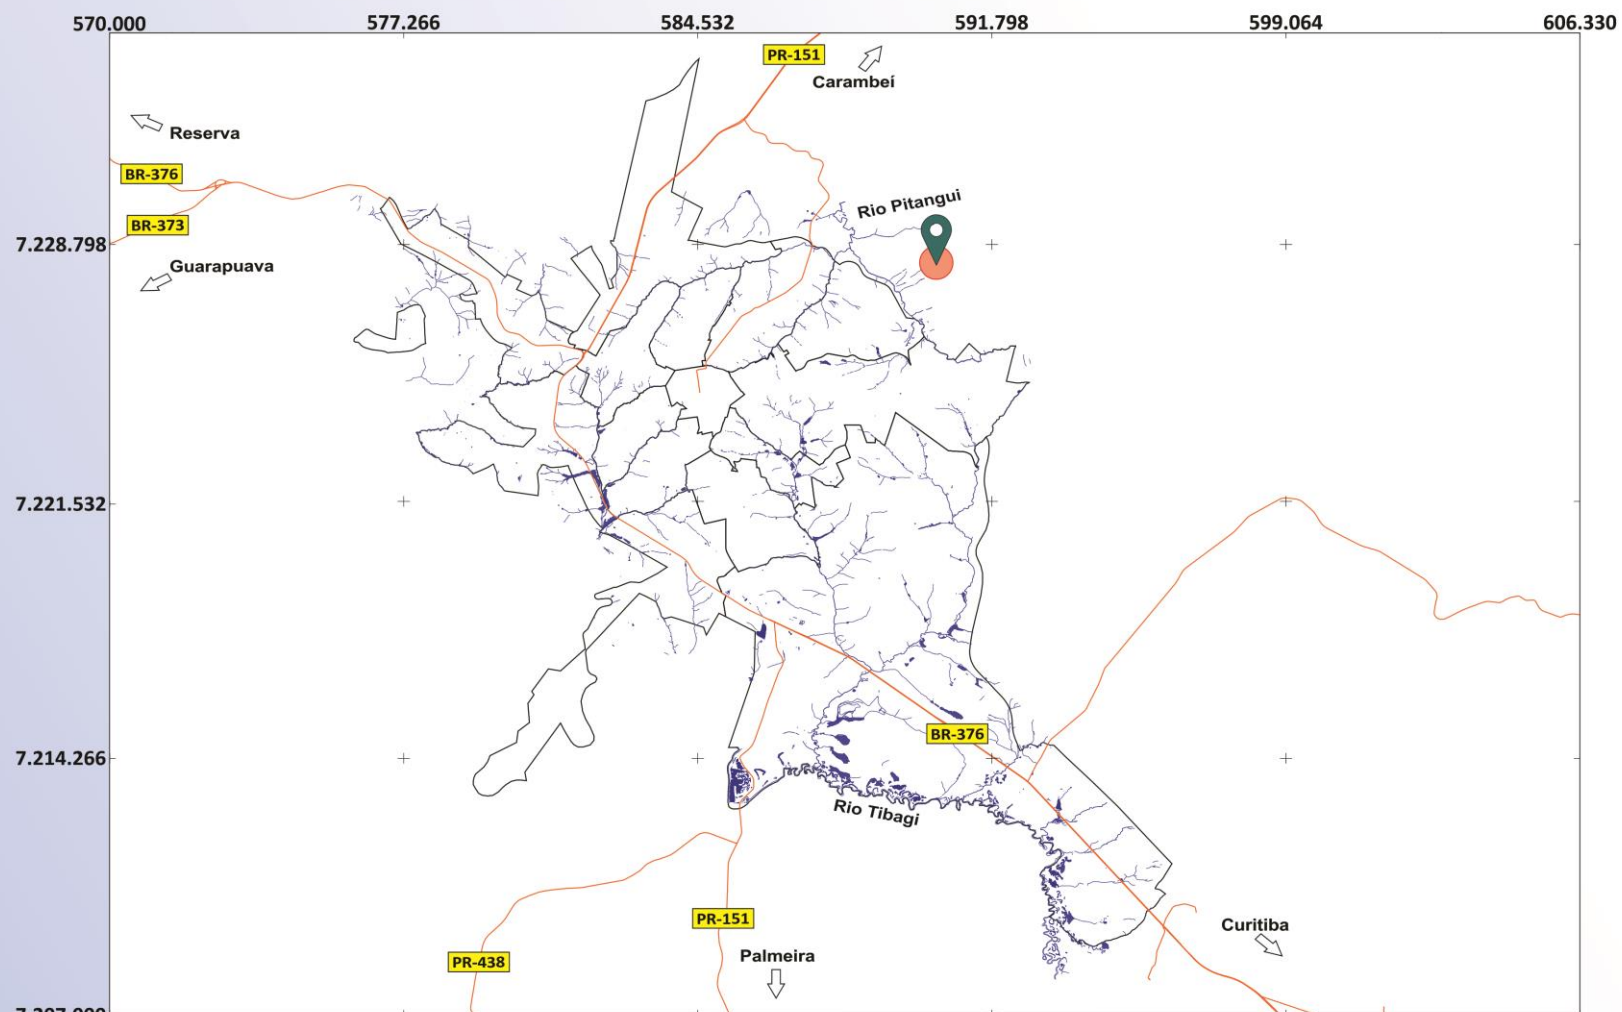 570.000 577.266 584.532 591.798 599.064 606.330
PR-151
Carambeí
Reserva
BR-376
Rio Pitangui
BR-373
7.228.798
Guarapuava
7.221.532
BR-376
7.214.266
Rio Tibagi
PR-151
Curitiba
Palmeira
PR-438